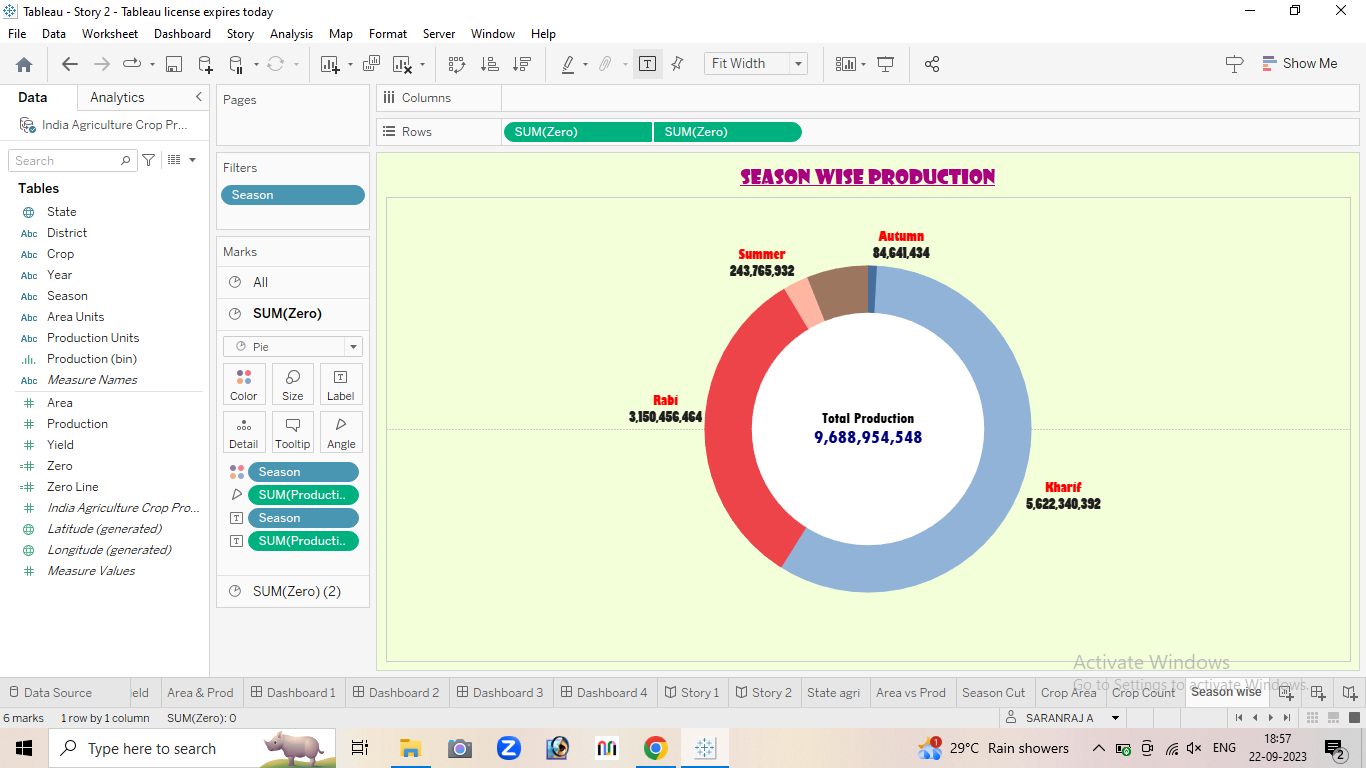 Tableau - Story 2 - Tableau license expires today
File Data Worksheet Dashboard Story Analysis Map Format Server Window Help
Fit Width
Show Me
Data Analytics
Pages
Columns
India Agriculture Crop Pr...
Rows SUM(Zero) SUM(Zero)
Search
Filters
Season
SEASON WISE PRODUCTION
Tables
State
Abc District
Abc Crop
Abc Year
Abc Season
Abc Area Units
Abc Production Units
Production (bin)
Abc Measure Names
Area
Production
Yield
Zero
Zero Line
India Agriculture Crop Pro...
Latitude (generated)
Longitude (generated)
Measure Values
Marks
All
SUM(Zero)
Pie
Color Size Label
Detail Tooltip Angle
Season
SUM(Producti..
Season
SUM(Producti..
SUM(Zero) (2)
Autumn
84,641,434
Summer
243,765,932
Rabi
3,150,456,464
Total Production
9,688,954,548
Kharif
5,622,340,392
Activate Windows
Go to Settings to activate Windows.
Data Source eld Area & Prod Dashboard 1 Dashboard 2 Dashboard 3 Dashboard 4 Story 1 Story 2 State agri Area vs Prod Season Cut Crop Area Crop Count Season wise
6 marks 1 row by 1 column SUM(Zero): 0
SARANRAJ A
Type here to search
29°C Rain showers
ENG
18:57
22-09-2023
2